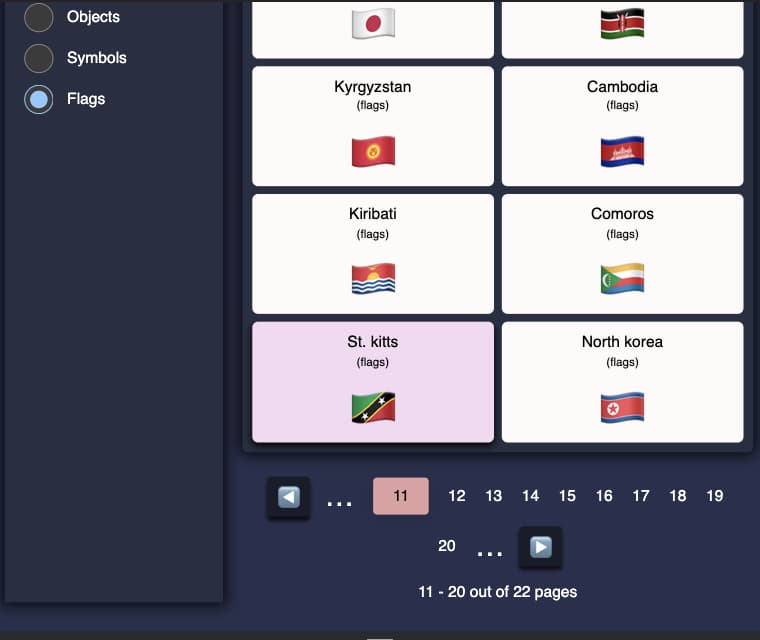 Objects
Symbols
Flags
Kyrgyzstan
(flags)
Cambodia
(flags)
Kiribati
(flags)
Comoros
(flags)
St. kitts
(flags)
North korea
(flags)
... 11 12 13 14 15 16 17 18 19
20 ...
11 - 20 out of 22 pages